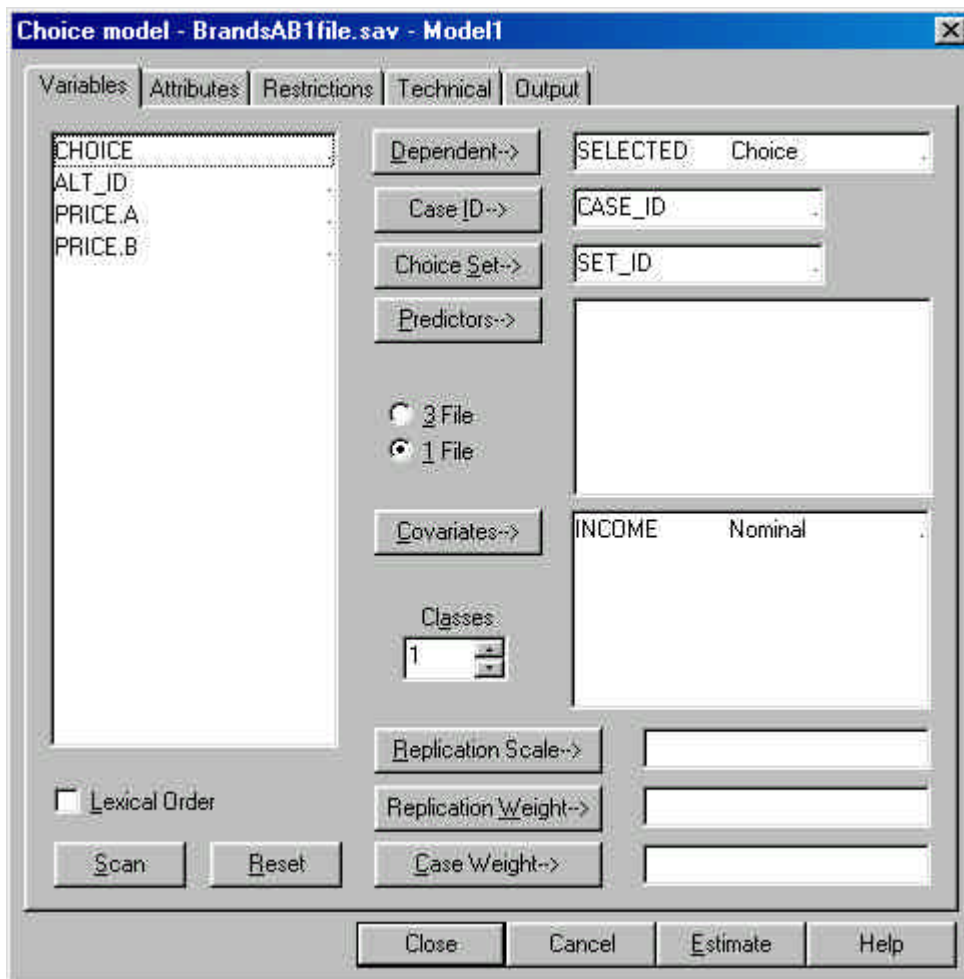 Choice model - BrandsAB1file.sav - Model1
Variables Attributes Restrictions Technical Output
CHOICE
ALT_ID
PRICE.A
PRICE.B
Dependent-->
SELECTED Choice
Case ID-->
CASE_ID
Choice Set-->
SET_ID
Predictors-->
3 File
1 File
Covariates-->
INCOME Nominal
Classes
1
Replication Scale-->
Lexical Order
Replication Weight-->
Scan
Reset
Case Weight-->
Close Cancel Estimate Help